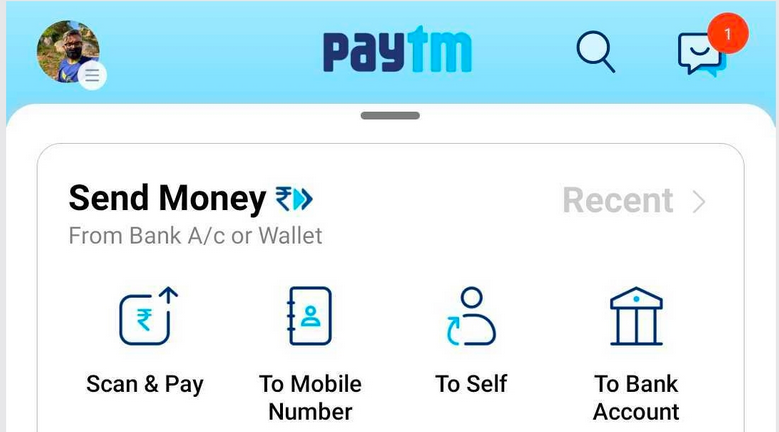 paytm
1
Send Money ₹
Recent
From Bank A/c or Wallet
₹
Scan & Pay
To Mobile
Number
To Self
To Bank
Account